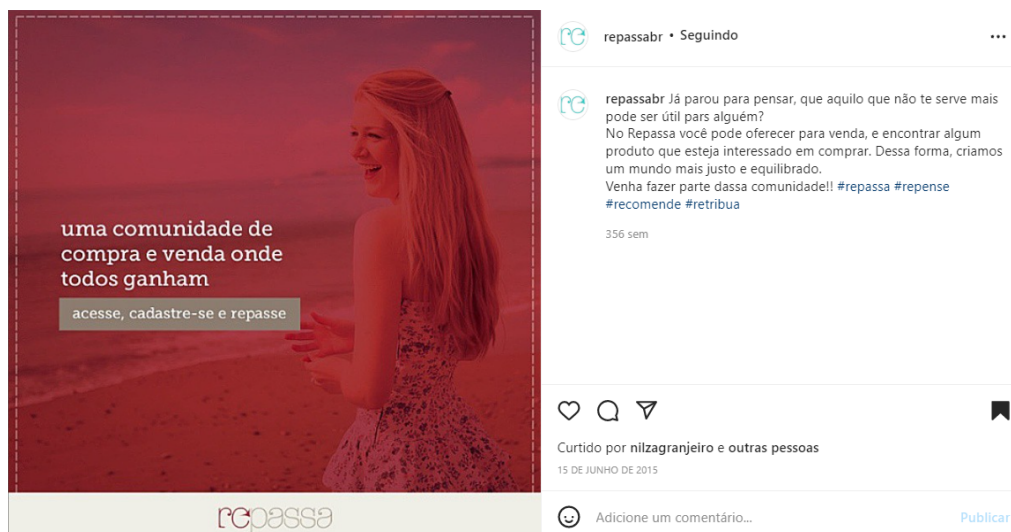 uma comunidade de
compra e venda onde
todos ganham
acesse, cadastre-se e repasse
repassa
re
repassabr • Seguindo
re
repassabr Já parou para pensar, que aquilo que não te serve mais
pode ser útil pars alguém?
No Repassa você pode oferecer para venda, e encontrar algum
produto que esteja interessado em comprar. Dessa forma, criamos
um mundo mais justo e equilibrado.
Venha fazer parte dassa comunidade!! #repassa #repense
#recomende #retribua
356 sem
Curtido por nilzagranjeiro e outras pessoas
15 DE JUNHO DE 2015
Adicione um comentário... Publicar